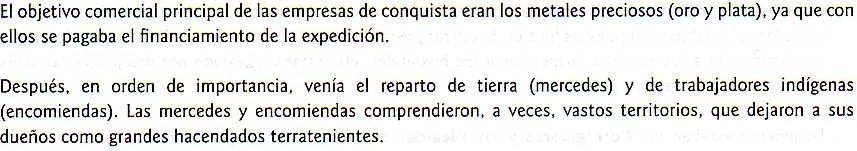 El objetivo comercial principal de las empresas de conquista eran los metales preciosos (oro y plata), ya que con
ellos se pagaba el financiamiento de la expedición.
Después, en orden de importancia, venía el reparto de tierra (mercedes) y de trabajadores indígenas
(encomiendas). Las mercedes y encomiendas comprendieron, a veces, vastos territorios, que dejaron a sus
dueños como grandes hacendados terratenientes.